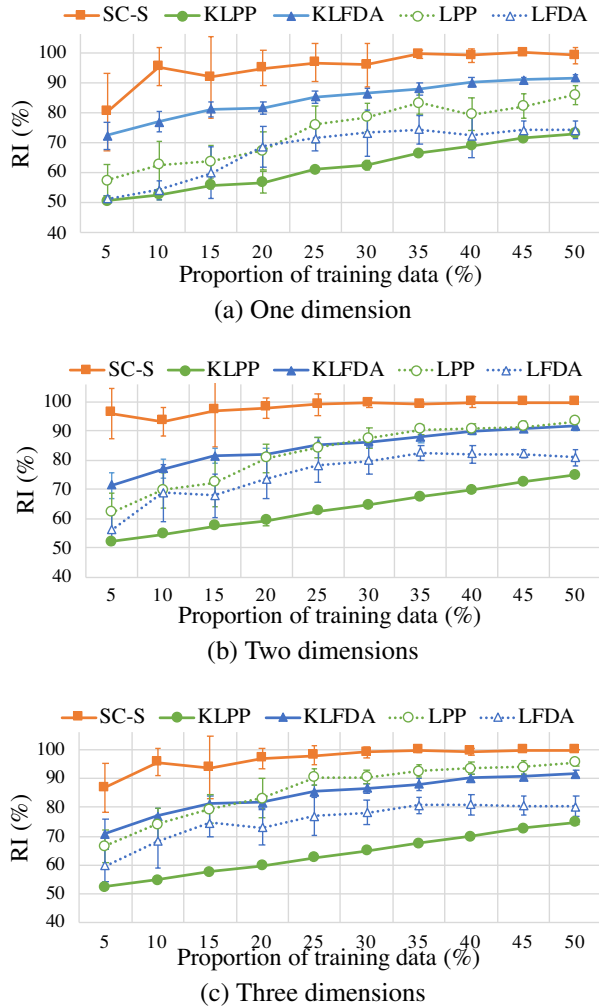 SC-S KLPP KLFDA LPP LFDA
RI (%)
100
90
80
70
60
50
40
5 10 15 20 25 30 35 40 45 50
Proportion of training data (%)
(a) One dimension
SC-S KLPP KLFDA LPP LFDA
RI (%)
100
90
80
70
60
50
40
5 10 15 20 25 30 35 40 45 50
Proportion of training data (%)
(b) Two dimensions
SC-S KLPP KLFDA LPP LFDA
RI (%)
100
90
80
70
60
50
40
5 10 15 20 25 30 35 40 45 50
Proportion of training data (%)
(c) Three dimensions